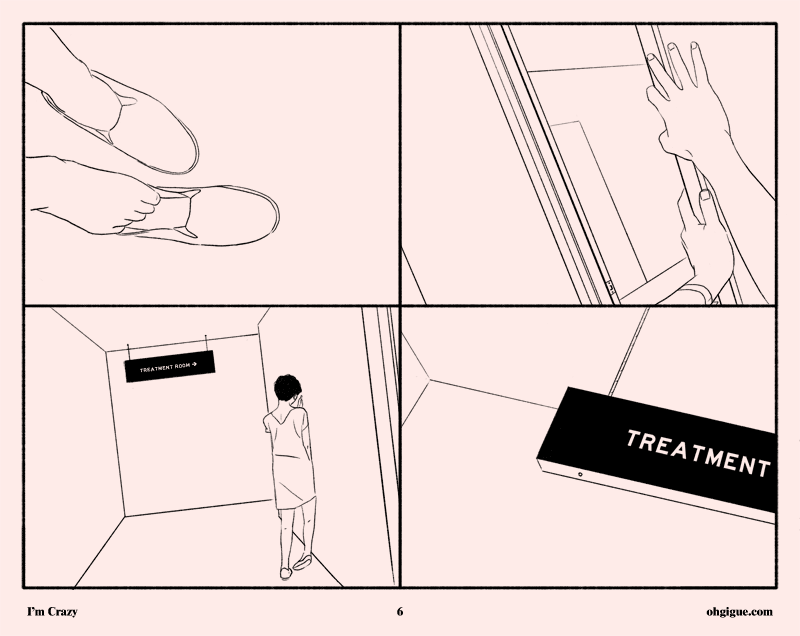 TREATMENT ROOM →
TREATMENT
I'm Crazy
6
ohgigue.com